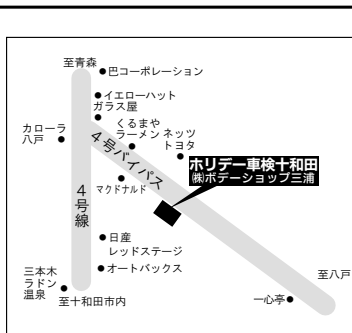 至青森
巴コーポレーション
イエローハット
ガラス屋
くるまや
ラーメン
ネッツ
トヨタ
カローラ
八戸
4号バイパス
ホリデー車検十和田
㈱ボデーショップ三浦
マクドナルド
4号線
日産
レッドステージ
オートバックス
三本木
ラドン
温泉
至十和田市内
一心亭
至八戸